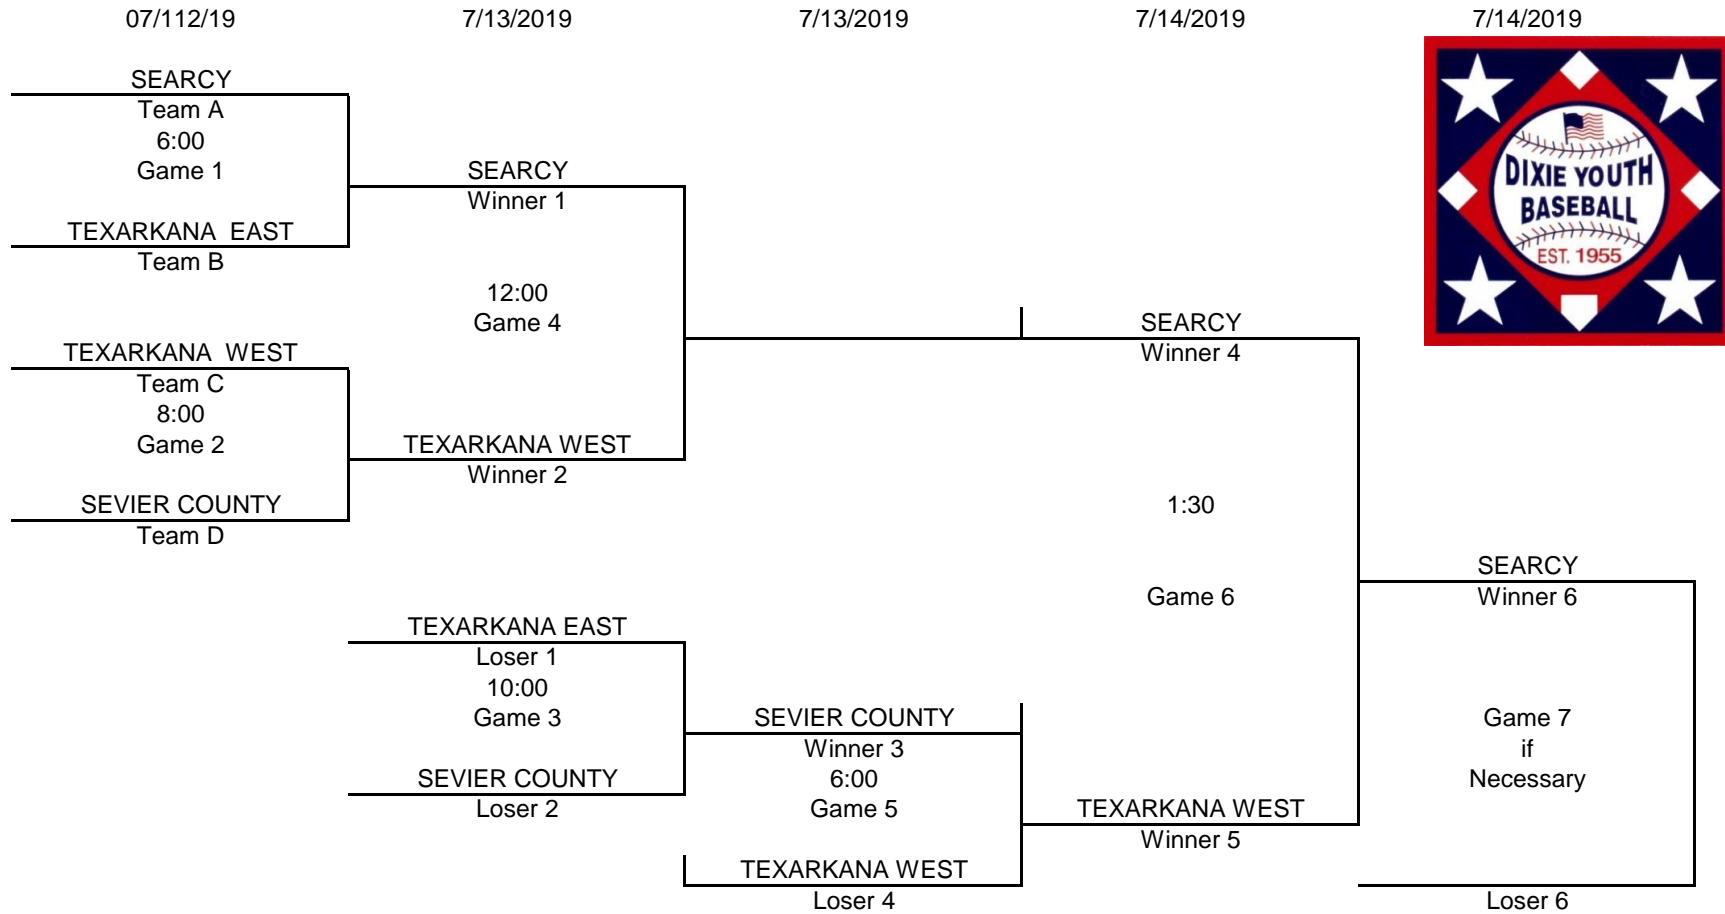 07/112/19 7/13/2019 7/13/2019 7/14/2019 7/14/2019
SEARCY
Team A
6:00
Game 1
TEXARKANA  EAST
Team B
TEXARKANA  WEST
Team C
8:00
Game 2
SEVIER COUNTY
Team D
SEARCY
Winner 1
12:00
Game 4
TEXARKANA WEST
Winner 2
TEXARKANA EAST
Loser 1
10:00
Game 3
SEVIER COUNTY
Loser 2
SEVIER COUNTY
Winner 3
6:00
Game 5
TEXARKANA WEST
Loser 4
SEARCY
Winner 4
1:30
Game 6
TEXARKANA WEST
Winner 5
DIXIE YOUTH
BASEBALL
EST. 1955
SEARCY
Winner 6
Game 7
if
Necessary
Loser 6